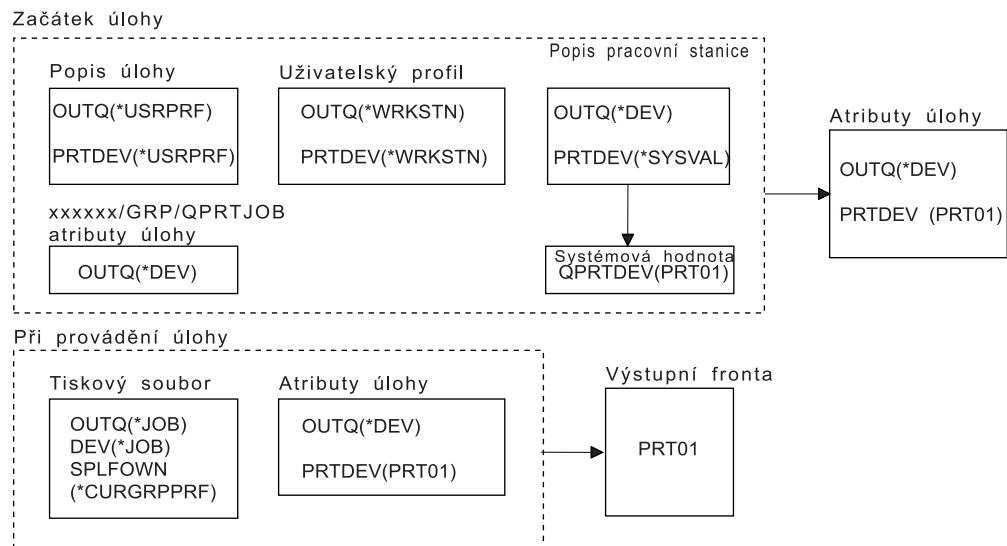 Začátek úlohy
Popis úlohy
OUTQ(*USRPRF)
PRTDEV(*USRPRF)
Uživatelský profil
OUTQ(*WRKSTN)
PRTDEV(*WRKSTN)
Popis pracovní stanice
OUTQ(*DEV)
PRTDEV(*SYSVAL)
Atributy úlohy
OUTQ(*DEV)
PRTDEV (PRT01)
xxxxxx/GRP/QPRTJOB
atributy úlohy
OUTQ(*DEV)
Systémová hodnota
QPRTDEV(PRT01)
Při provádění úlohy
Tiskový soubor
OUTQ(*JOB)
DEV(*JOB)
SPLFOWN
(*CURGRPPRF)
Atributy úlohy
OUTQ(*DEV)
PRTDEV(PRT01)
Výstupní fronta
PRT01